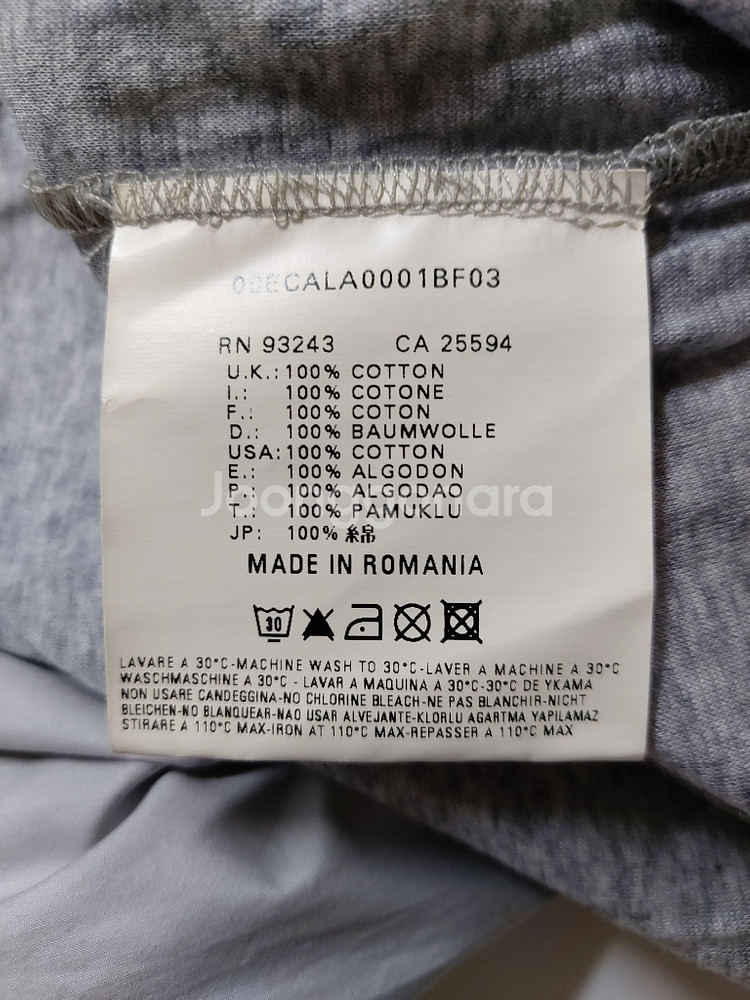 00ECALA0001BF03
RN 93243 CA 25594
U.K.: 100% COTTON
I.: 100% COTONE
F.: 100% COTON
D.: 100% BAUMWOLLE
USA: 100% COTTON
E.: 100% ALGODON
P.: 100% ALGODAO
T.: 100% PAMUKLU
JP: 100% 綿
MADE IN ROMANIA
30
LAVARE A 30°C-MACHINE WASH TO 30°C-LAVER A MACHINE A 30°C
WASCHMASCHINE A 30°C - LAVAR A MAQUINA A 30°C-30°C DE YKAMA
NON USARE CANDEGGINA-NO CHLORINE BLEACH-NE PAS BLANCHIR-NICHT
BLEICHEN-NO BLANQUEAR-NAO USAR ALVEJANTE-KLORLU AGARTMA YAPILAMAZ
STIRARE A 110°C MAX-IRON AT 110°C MAX-REPASSER A 110°C MAX